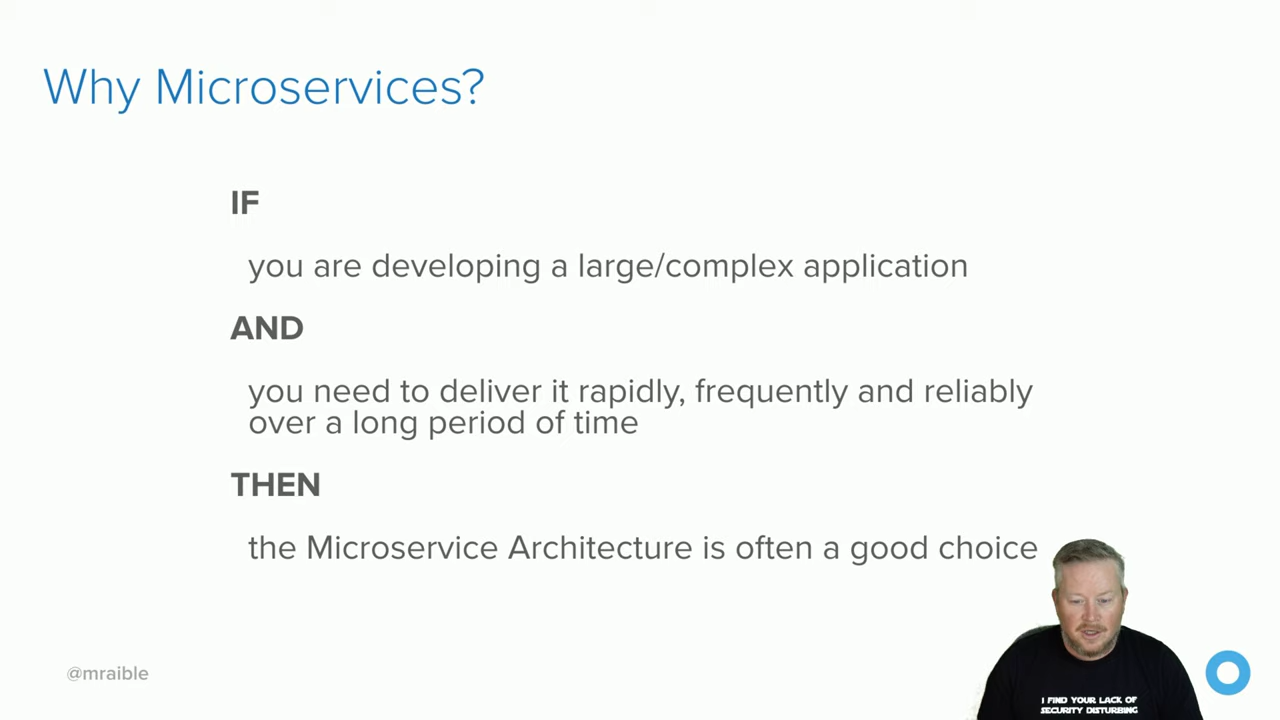 Why Microservices?
IF
you are developing a large/complex application
AND
you need to deliver it rapidly, frequently and reliably
over a long period of time
THEN
the Microservice Architecture is often a good choice
@mraible
I FIND YOUR LACK OF
SECURITY DISTURBING